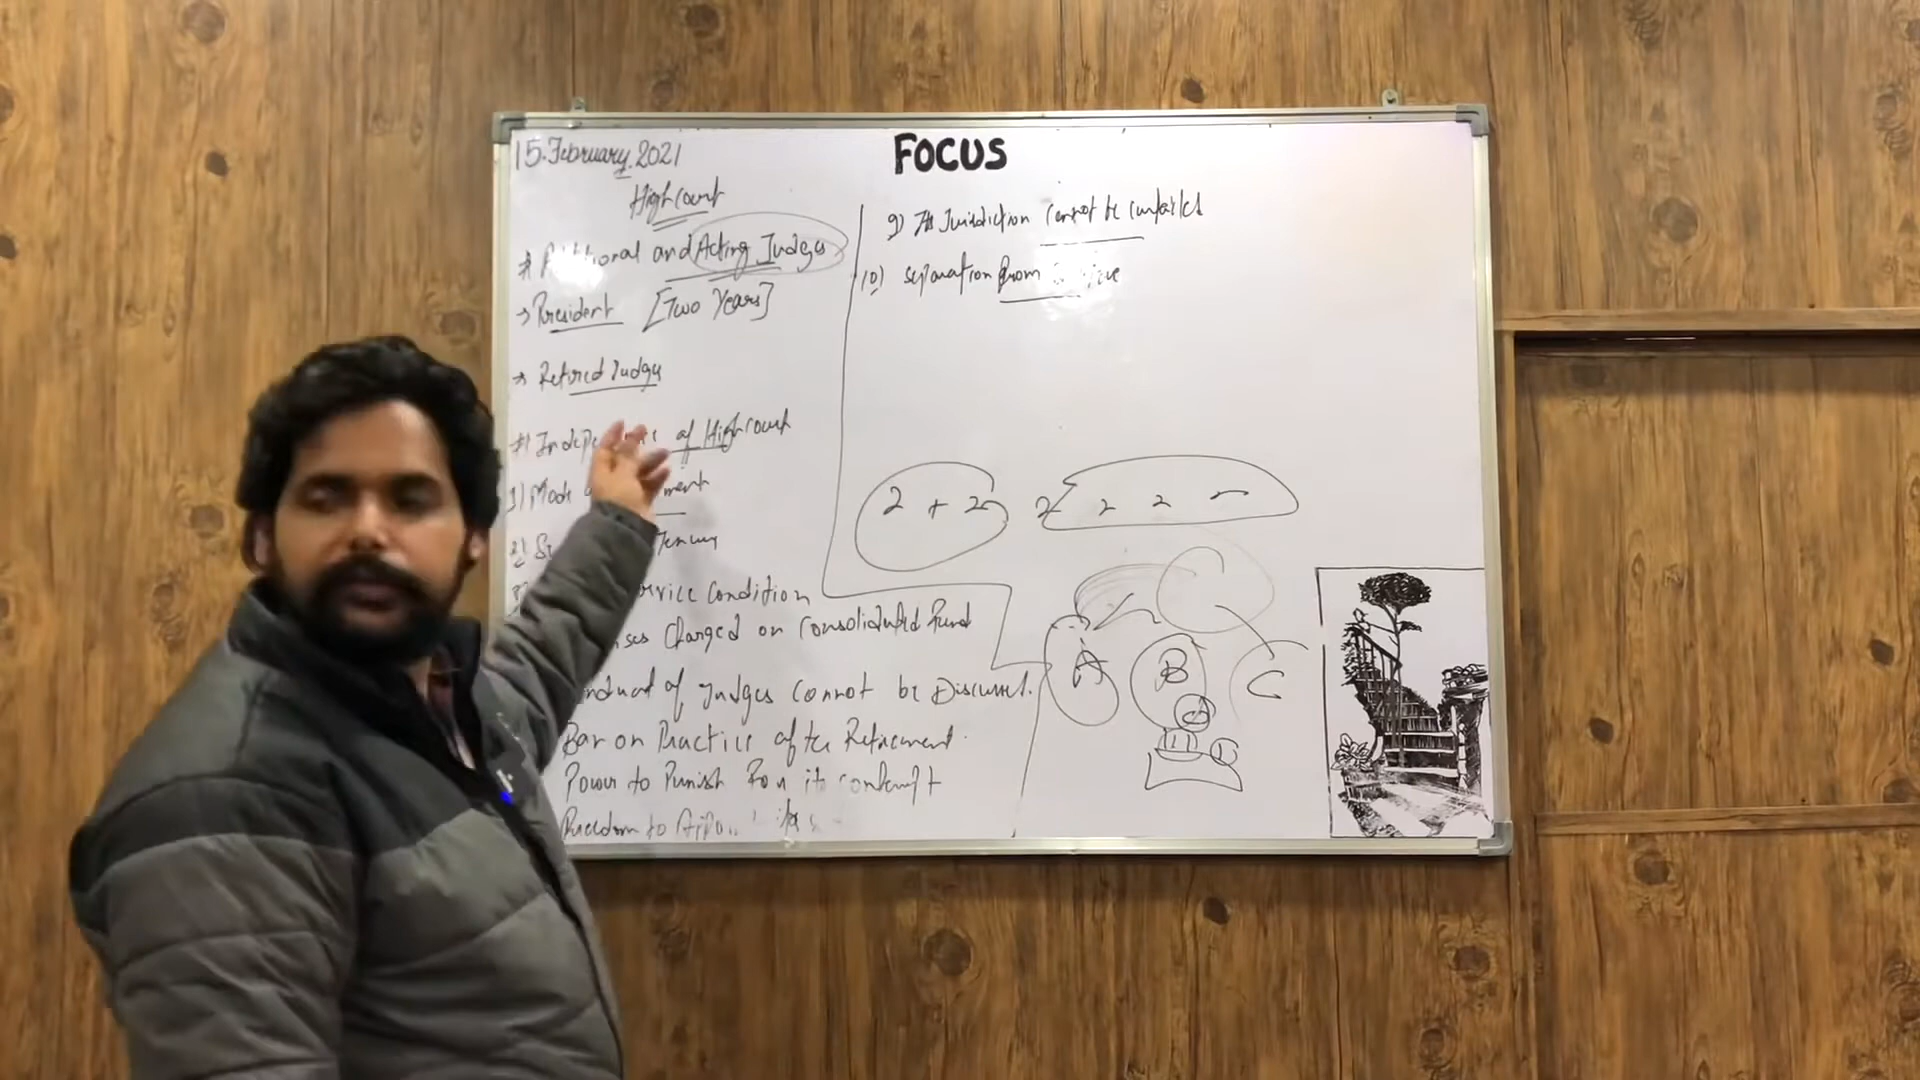 15.February.2021
FOCUS
High Court
# Additional and Acting Judges
→ President [Two Years]
→ Retired Judges
# of High Court
1) Mode
2) Tenure
Service Condition
Charged on Consolidated Fund
of Judges Cannot be Discussed.
Bar on Practice after Retirement.
Power to Punish For its contempt
Freedom to
9) Its Jurisdiction Cannot be Curtailed
10) Separation from
2 + 2
2 2 2
A B C